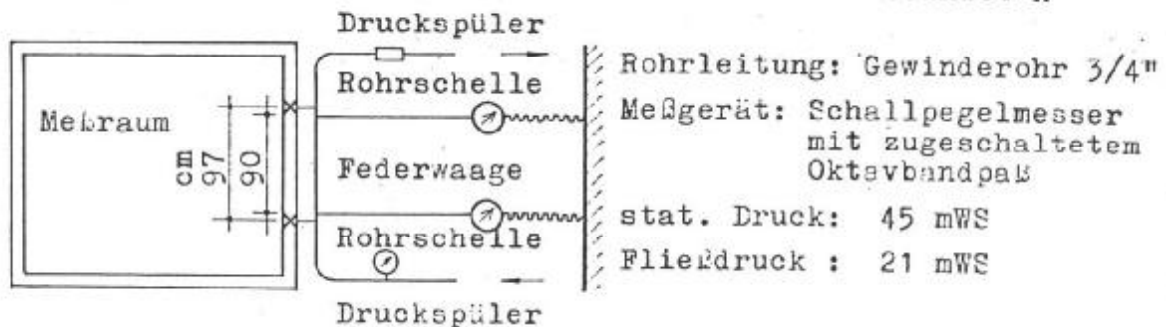 Druckspüler
Rohrschelle
Meßraum
cm
97
90
Federwaage
Rohrschelle
Druckspüler
Rohrleitung: Gewinderohr 3/4"
Meßgerät: Schallpegelmesser
mit zugeschaltetem
Oktavbandpaß
stat. Druck: 45 mWS
Fließdruck : 21 mWS